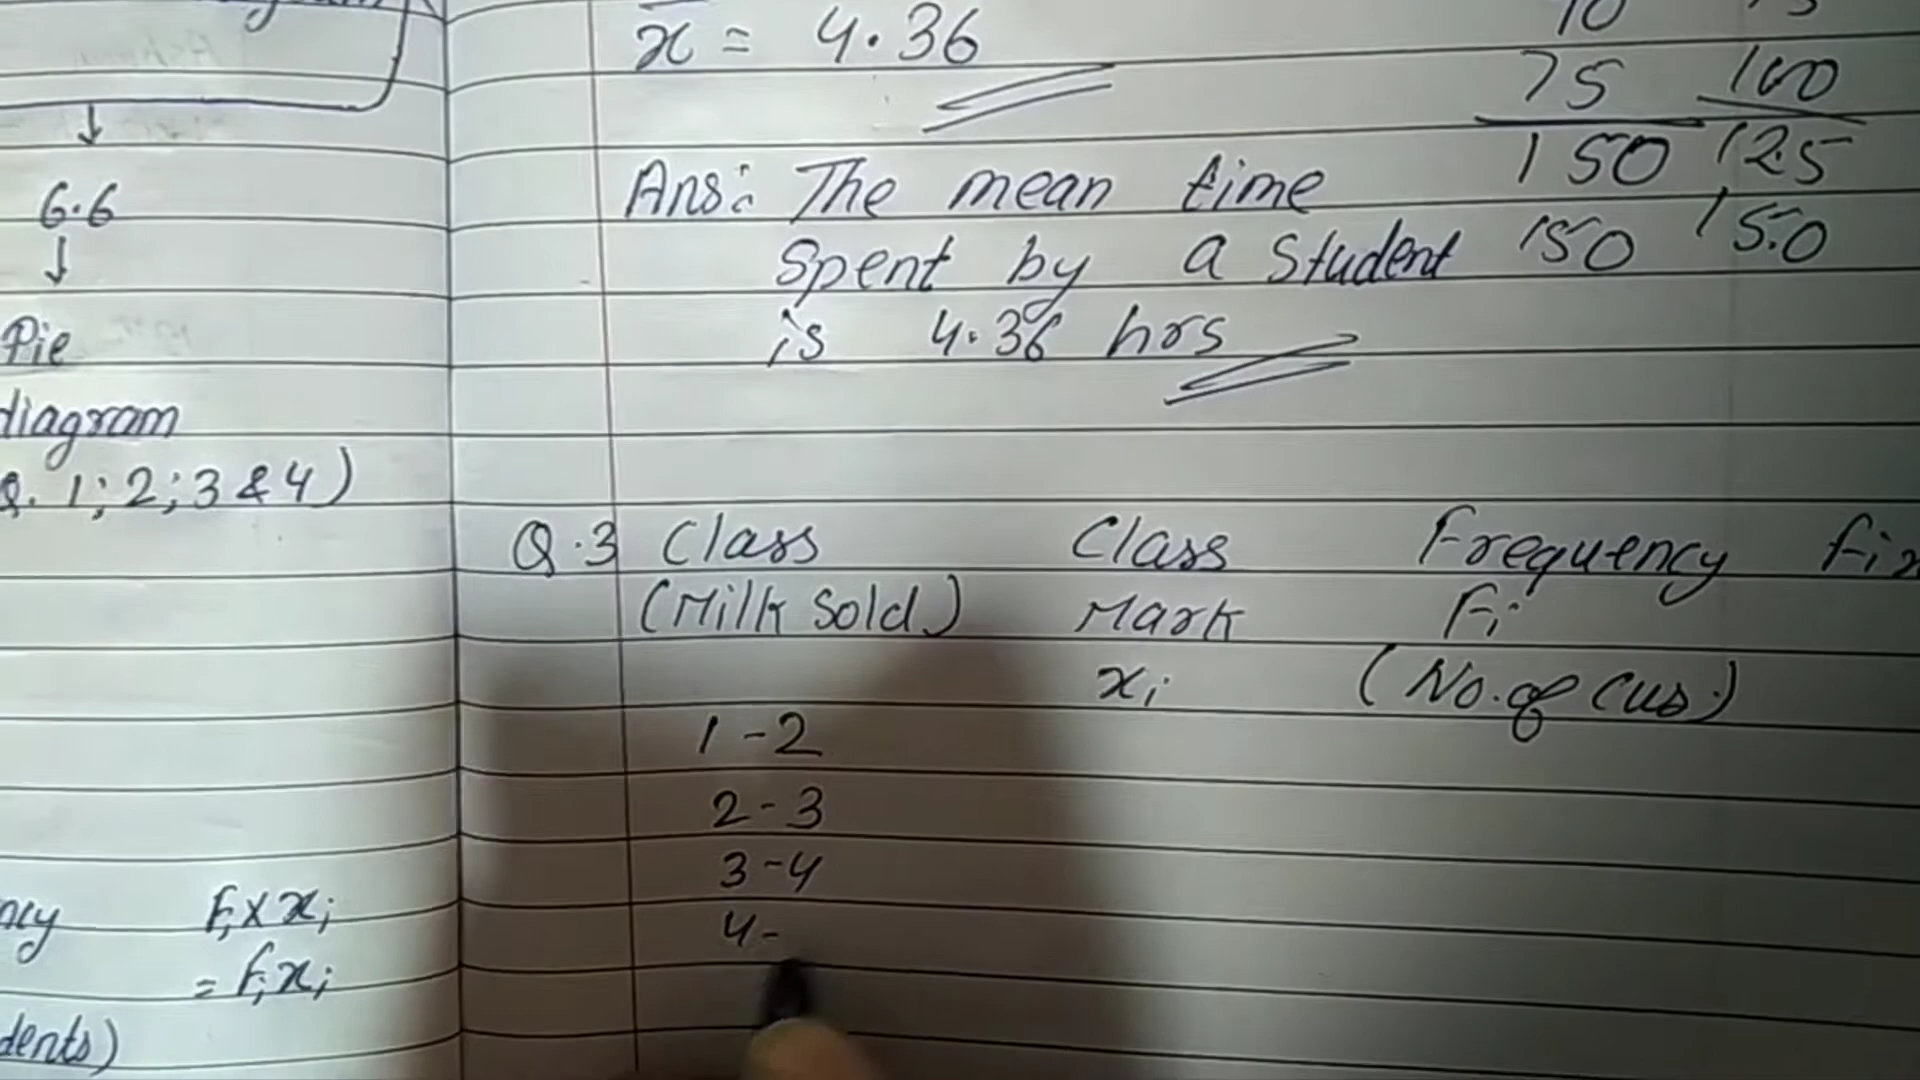 6.6
Pie
diagram
Q. 1; 2; 3 & 4)
Fi x xi
= Fixi
x̄ = 4.36
Ans: The mean time
spent by a student
is 4.36 hrs
10
75 100
150 125
150 150
Q.3 Class Class Frequency
(Milk sold) Mark Fi
xi (No. of cus.)
1 - 2
2 - 3
3 - 4
4 -